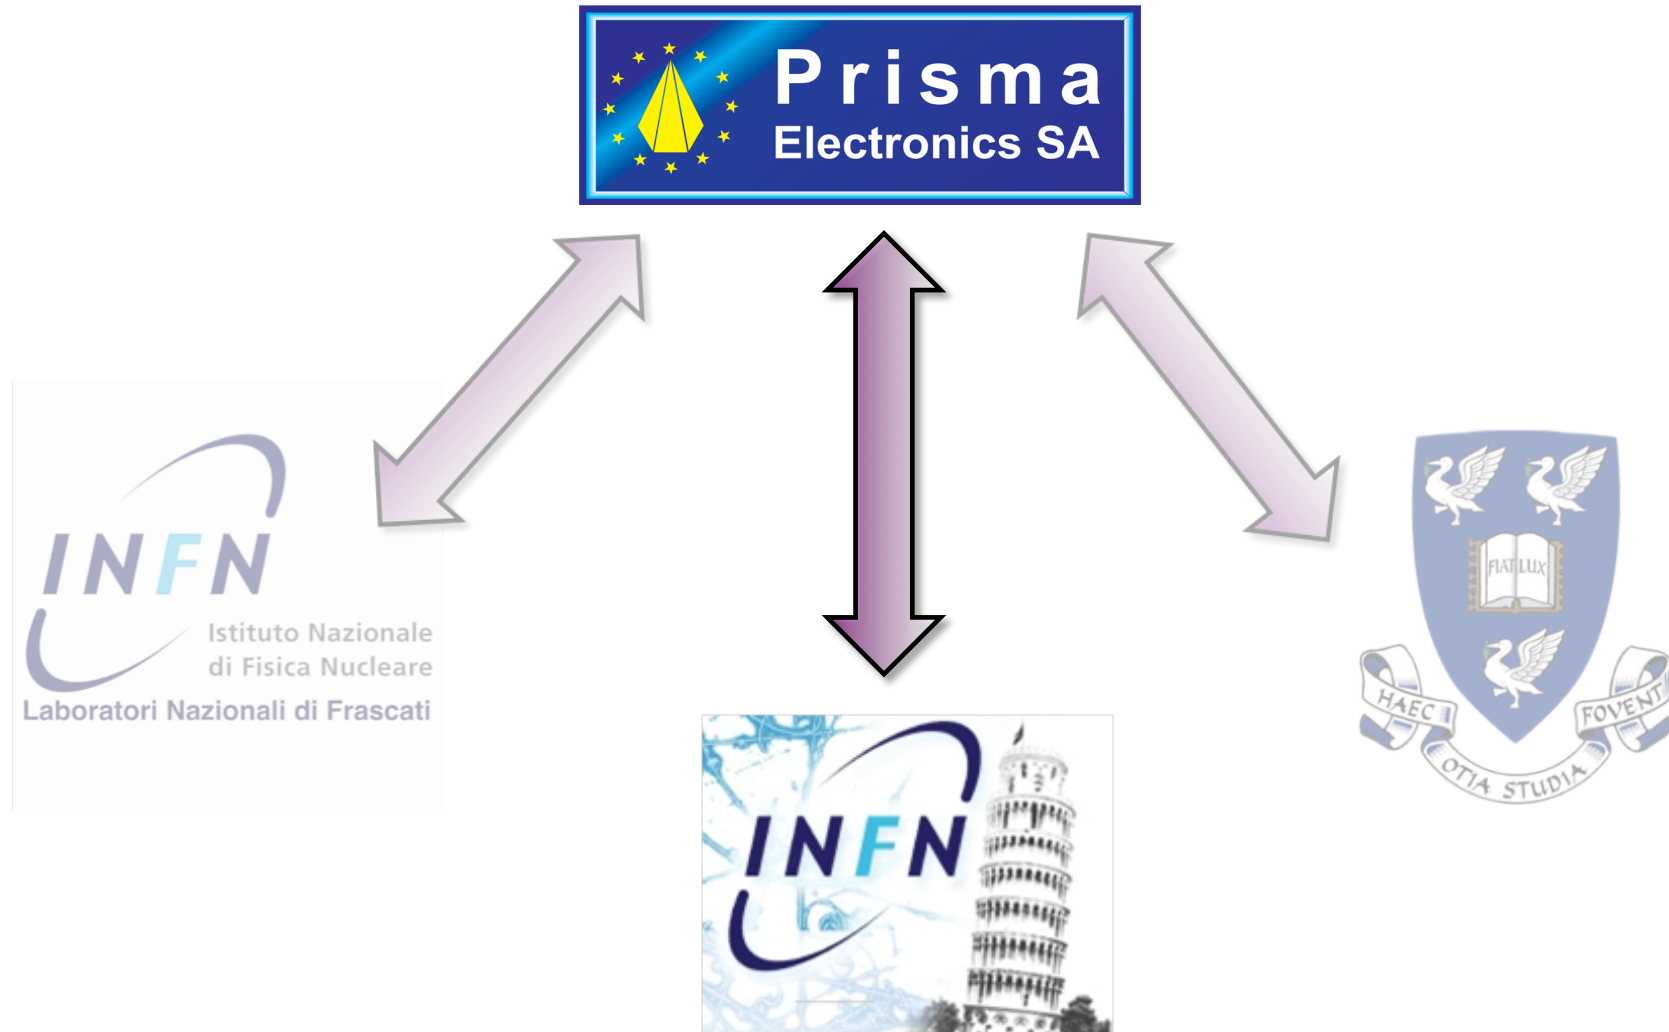 Prisma
Electronics SA
INFN
Istituto Nazionale
di Fisica Nucleare
Laboratori Nazionali di Frascati
FIAT LUX
HAEC
OTIA STUDIA
FOVENT
INFN